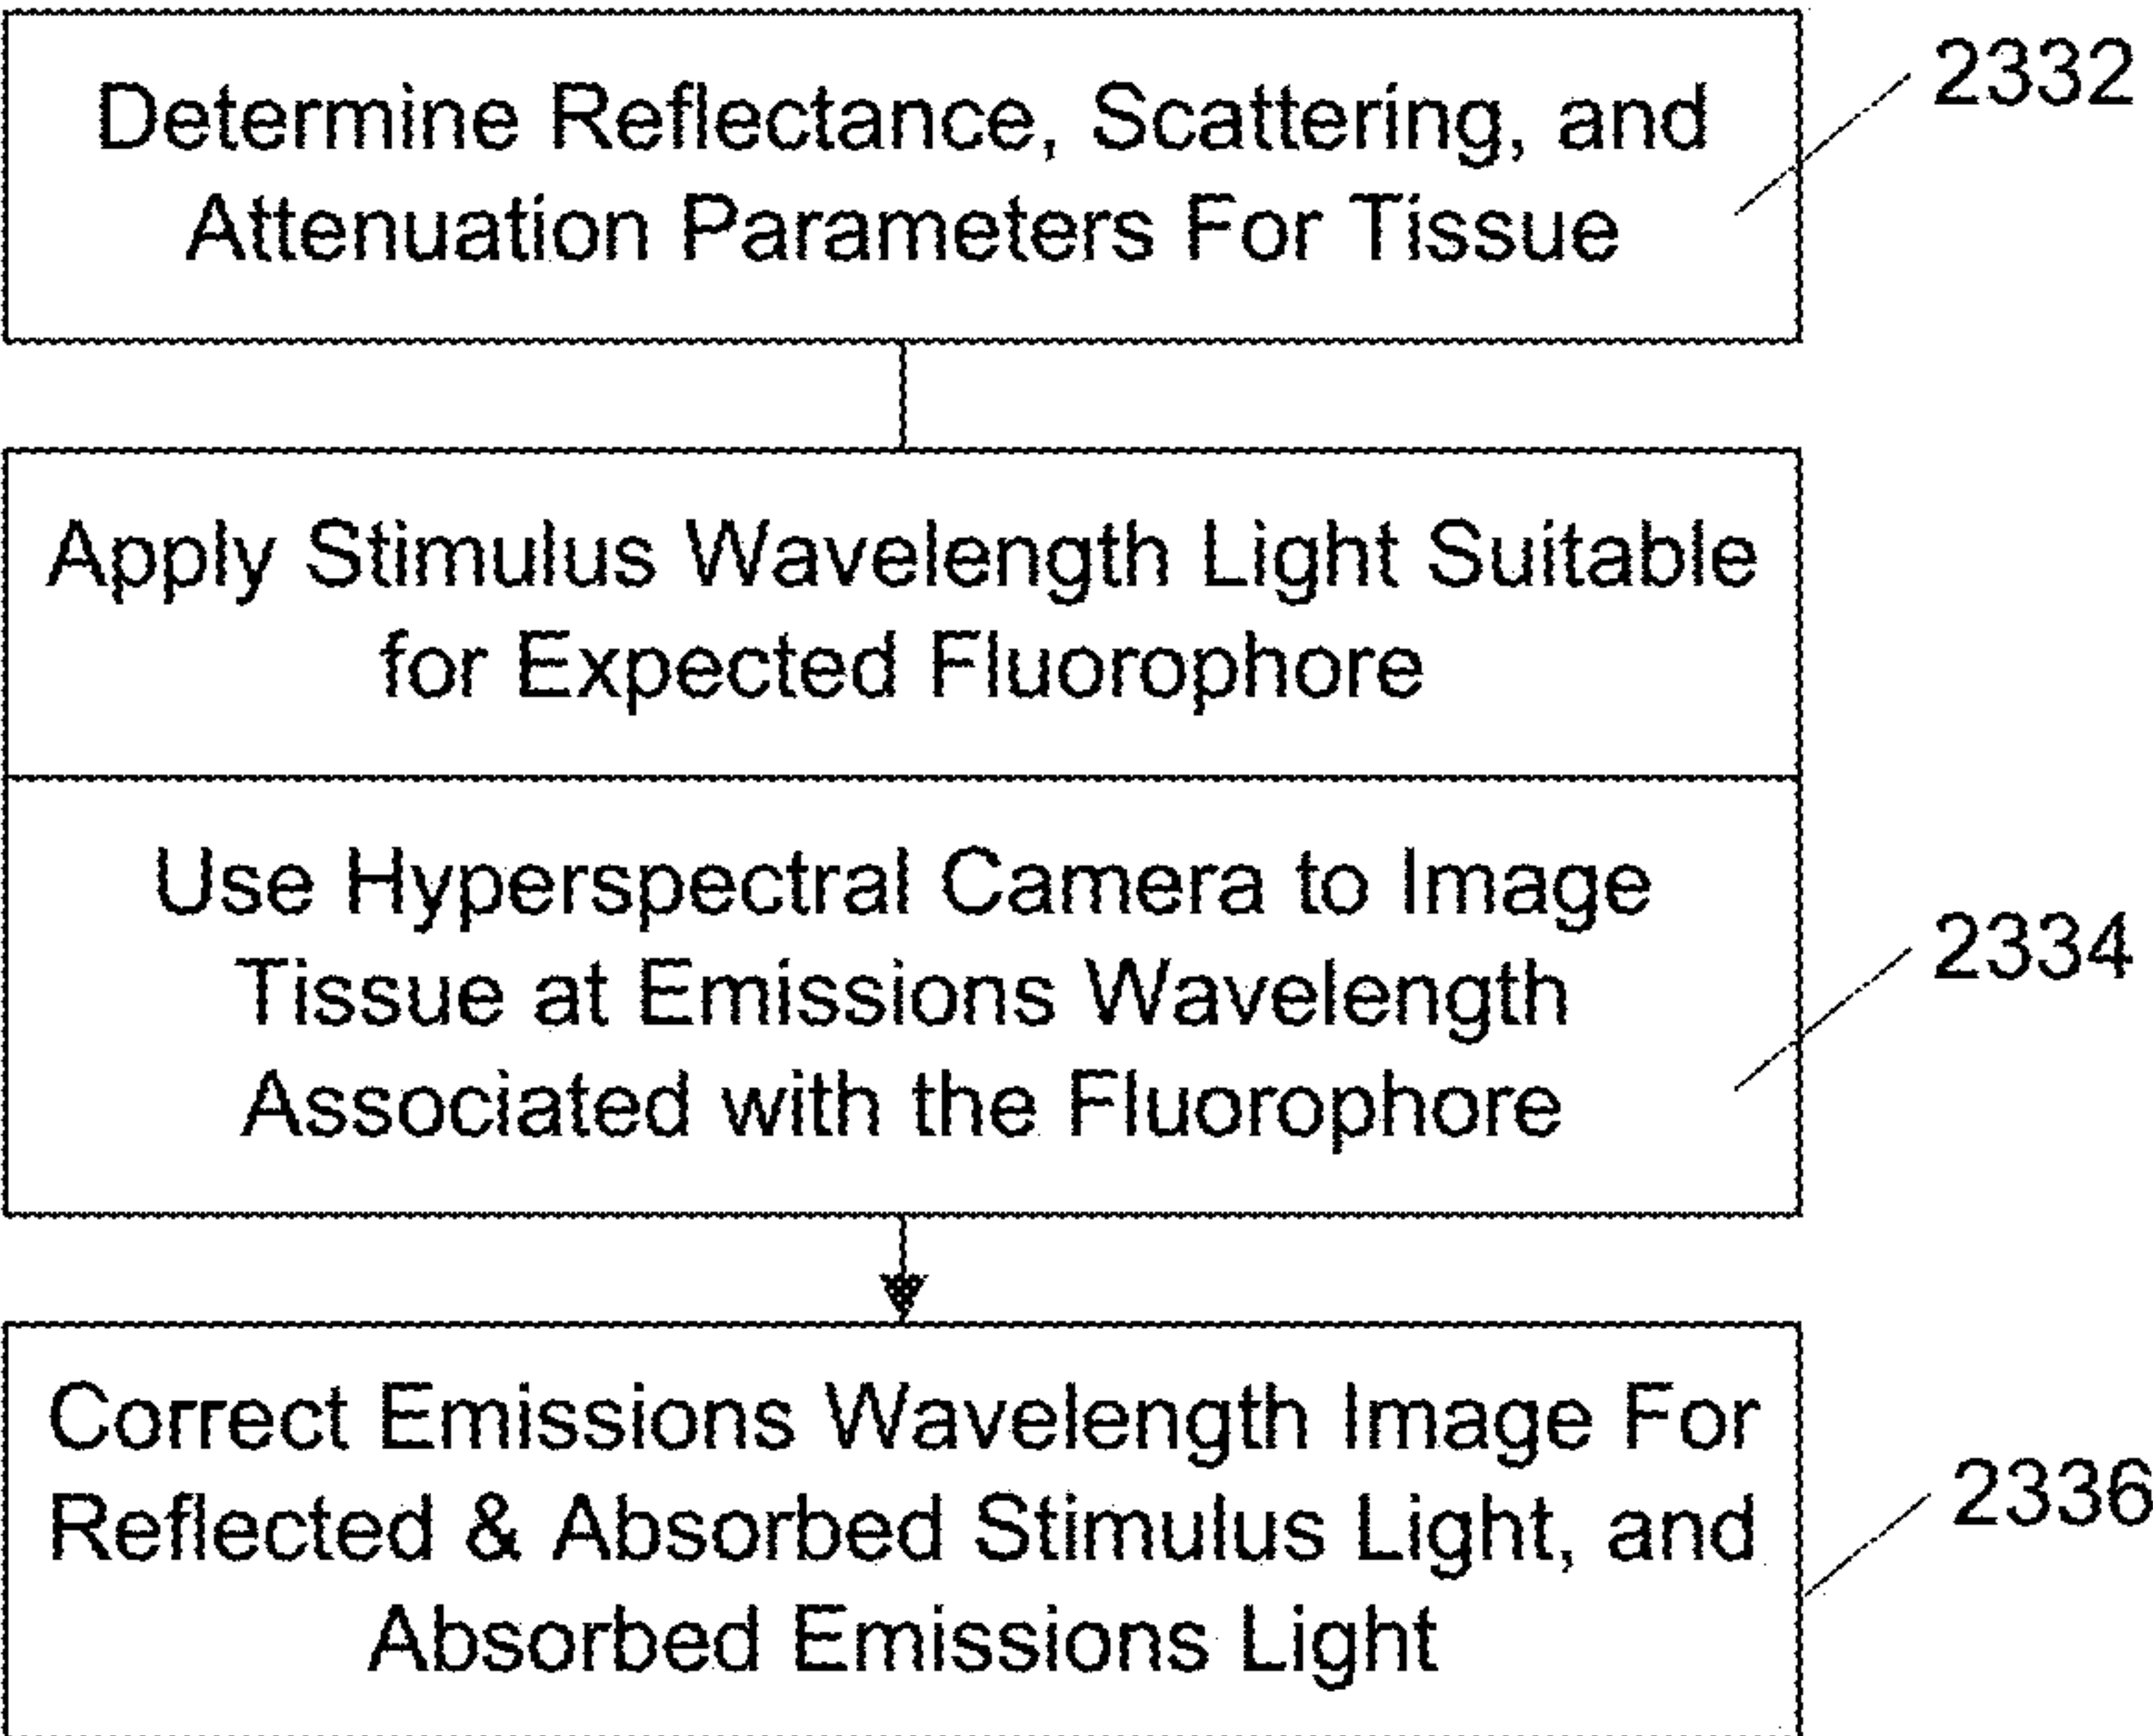 Determine Reflectance, Scattering, and
Attenuation Parameters For Tissue
2332
Apply Stimulus Wavelength Light Suitable
for Expected Fluorophore
Use Hyperspectral Camera to Image
Tissue at Emissions Wavelength
Associated with the Fluorophore
2334
Correct Emissions Wavelength Image For
Reflected & Absorbed Stimulus Light, and
Absorbed Emissions Light
2336